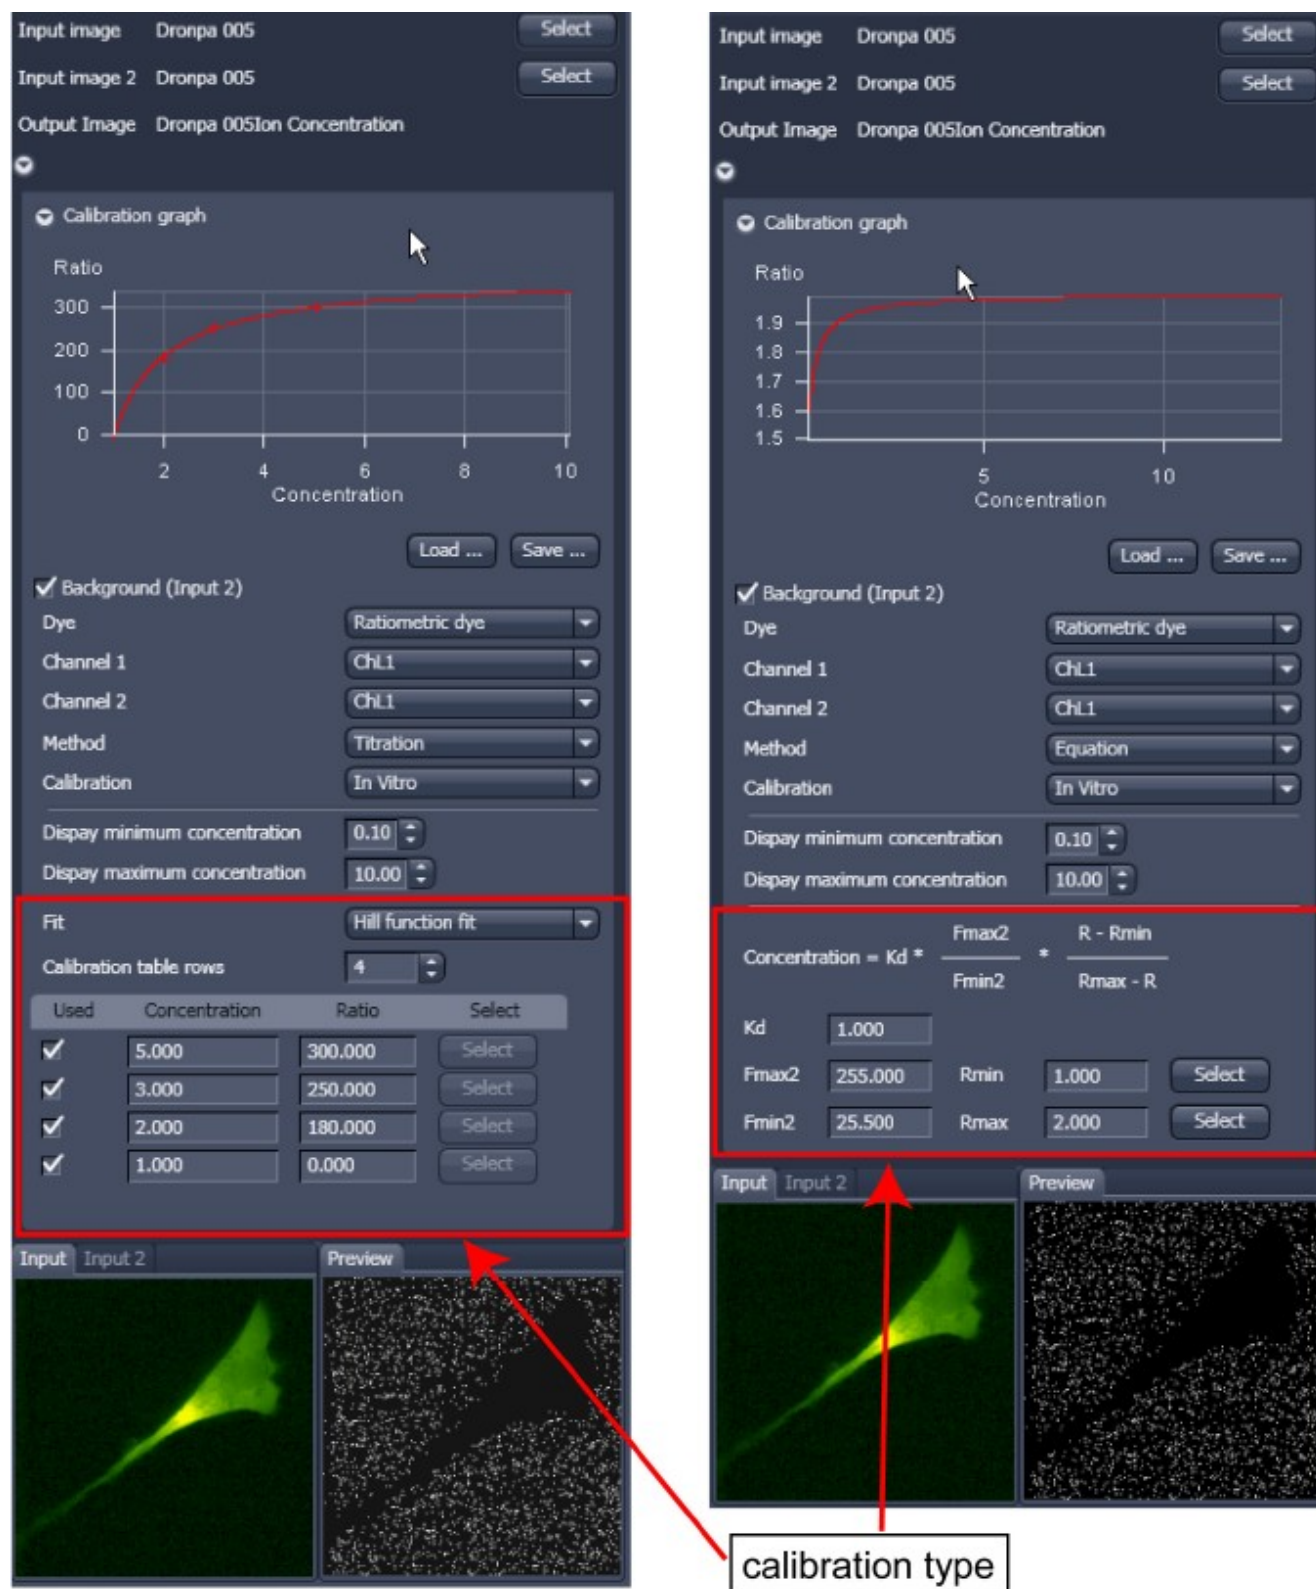 Input image Dronpa 005 Select
Input image 2 Dronpa 005 Select
Output Image Dronpa 005Ion Concentration
Calibration graph
Ratio
300
200
100
0
2 4 6 8 10
Concentration
Load ... Save ...
Background (Input 2)
Dye Ratiometric dye
Channel 1 ChL1
Channel 2 ChL1
Method Titration
Calibration In Vitro
Dispay minimum concentration 0.10
Dispay maximum concentration 10.00
Fit Hill function fit
Calibration table rows 4
Used Concentration Ratio Select
5.000 300.000 Select
3.000 250.000 Select
2.000 180.000 Select
1.000 0.000 Select
Input Input 2 Preview
Input image Dronpa 005 Select
Input image 2 Dronpa 005 Select
Output Image Dronpa 005Ion Concentration
Calibration graph
Ratio
1.9
1.8
1.7
1.6
1.5
5 10
Concentration
Load ... Save ...
Background (Input 2)
Dye Ratiometric dye
Channel 1 ChL1
Channel 2 ChL1
Method Equation
Calibration In Vitro
Dispay minimum concentration 0.10
Dispay maximum concentration 10.00
Fmax2 R - Rmin
Concentration = Kd * *
Fmin2 Rmax - R
Kd 1.000
Fmax2 255.000 Rmin 1.000 Select
Fmin2 25.500 Rmax 2.000 Select
Input Input 2 Preview
calibration type